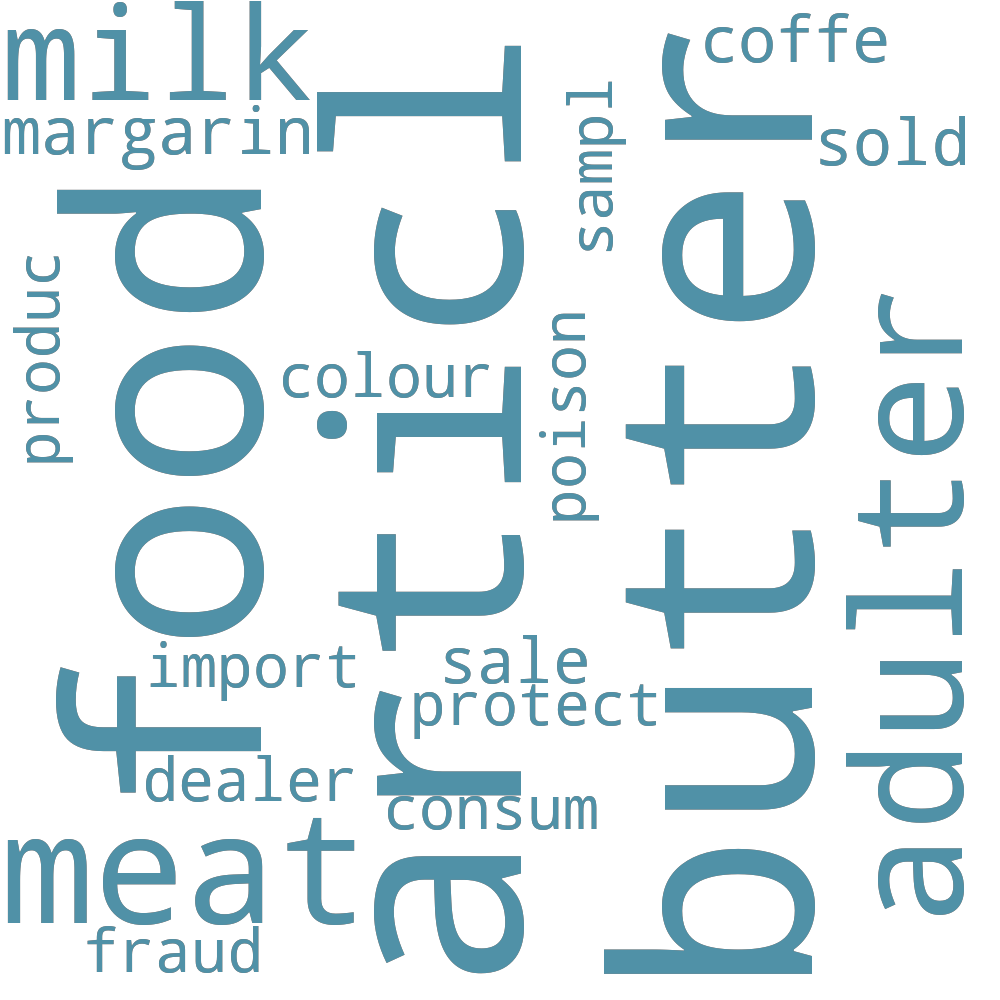 milk
margarin
coffe
sold
sampl
food
articl
butter
produc
colour
poison
adulter
import
sale
protect
dealer
consum
meat
fraud